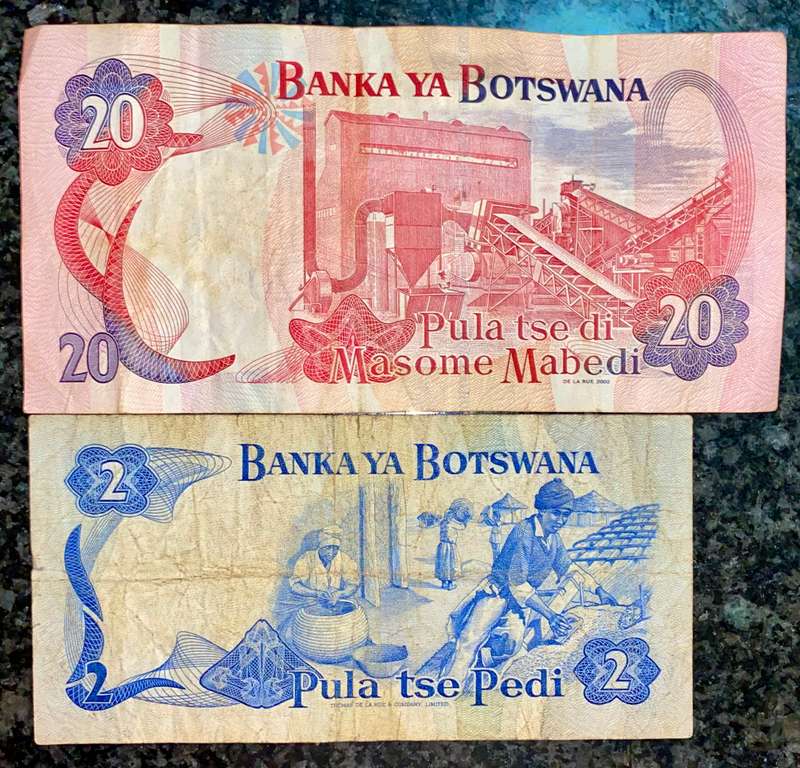 20
BANKA YA BOTSWANA
20
20
Pula tse di
Masome Mabedi
DE LA RUE 2002
2
BANKA YA BOTSWANA
2
2
Pula tse Pedi
THOMAS DE LA RUE & COMPANY, LIMITED.